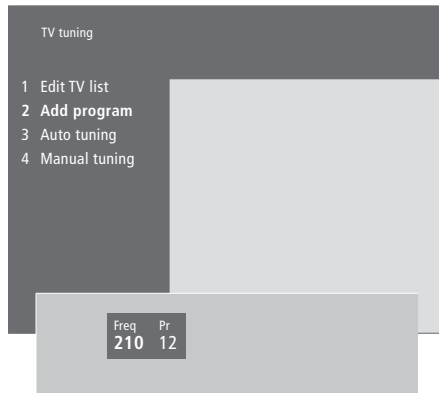 TV tuning
1 Edit TV list
2 Add program
3 Auto tuning
4 Manual tuning
Freq Pr
210 12